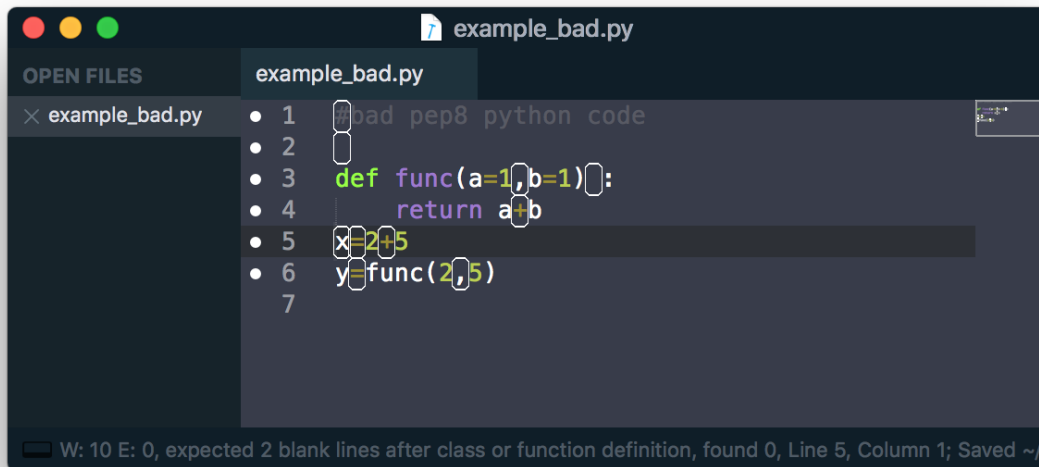 example_bad.py
OPEN FILES
example_bad.py
example_bad.py
1 #bad pep8 python code
2
3 def func(a=1,b=1) :
4     return a+b
5 x=2+5
6 y=func(2,5)
7
W: 10 E: 0, expected 2 blank lines after class or function definition, found 0, Line 5, Column 1; Saved ~/